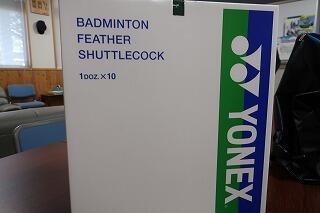 BADMINTON
FEATHER
SHUTTLECOCK
1DOZ.×10
YONEX